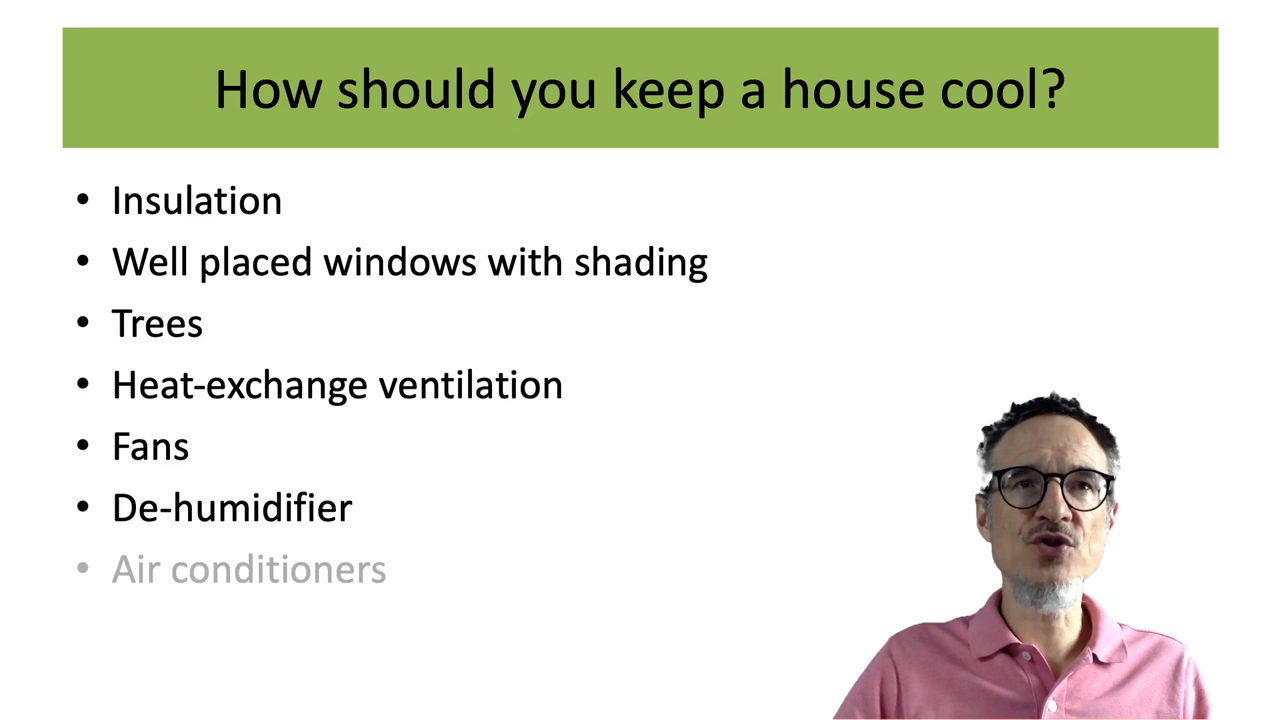 How should you keep a house cool?
• Insulation
• Well placed windows with shading
• Trees
• Heat-exchange ventilation
• Fans
• De-humidifier
• Air conditioners